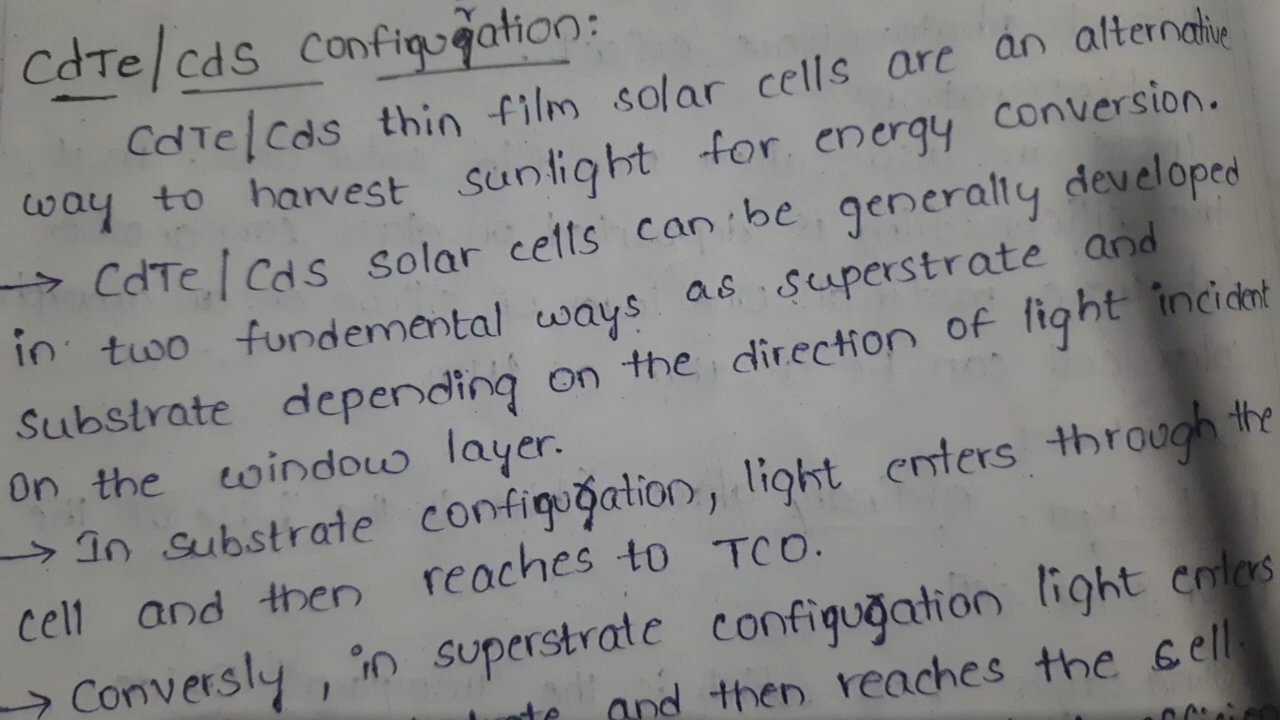 CdTe/CdS Configuration:
CdTe/CdS thin film solar cells are an alternative
way to harvest sunlight for energy conversion.
→ CdTe/CdS solar cells can be generally developed
in two fundemental ways as superstrate and
substrate depending on the direction of light incident
on the window layer.
→ In substrate configuration, light enters through the
cell and then reaches to TCO.
→ Conversly, in superstrate configuration light enters
and then reaches the cell.